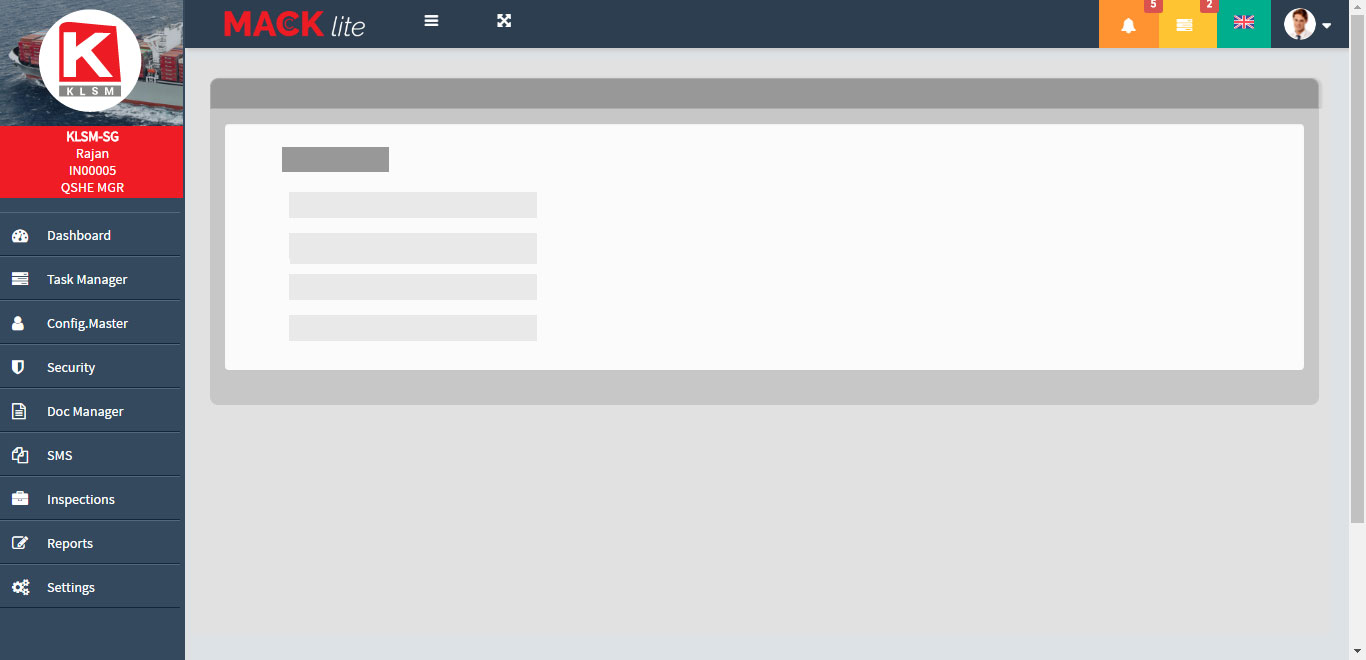 KLSM
KLSM-SG
Rajan
IN00005
QSHE MGR
Dashboard
Task Manager
Config.Master
Security
Doc Manager
SMS
Inspections
Reports
Settings
MACK lite
5
2